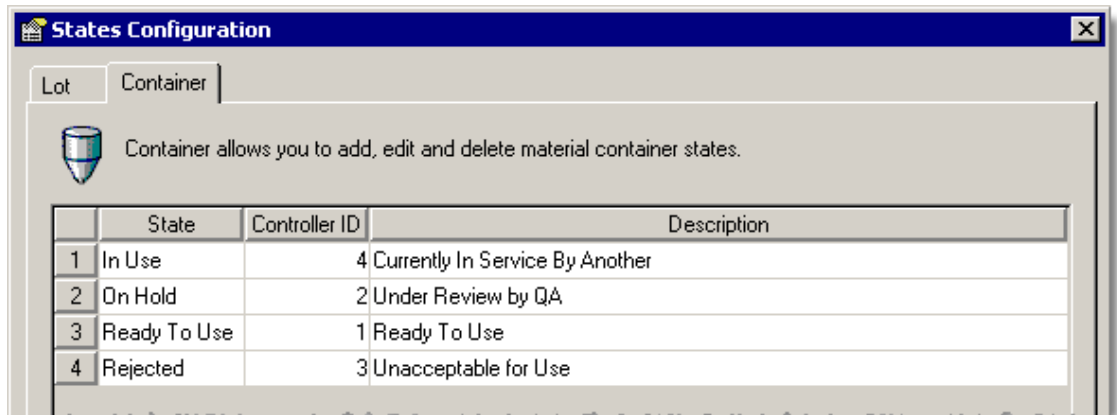 States Configuration
Lot Container
Container allows you to add, edit and delete material container states.
State Controller ID Description
1 In Use 4 Currently In Service By Another
2 On Hold 2 Under Review by QA
3 Ready To Use 1 Ready To Use
4 Rejected 3 Unacceptable for Use